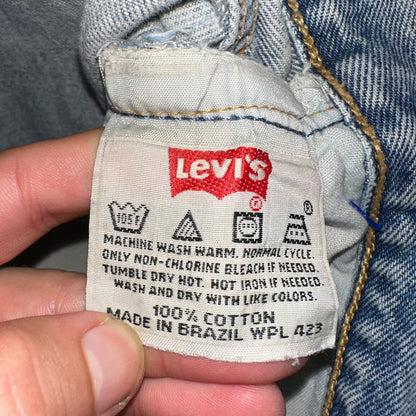 Levi's
®
105F
®
MACHINE WASH WARM. NORMAL CYCLE.
ONLY NON-CHLORINE BLEACH IF NEEDED.
TUMBLE DRY HOT. HOT IRON IF NEEDED.
WASH AND DRY WITH LIKE COLORS.
100% COTTON
MADE IN BRAZIL WPL 423